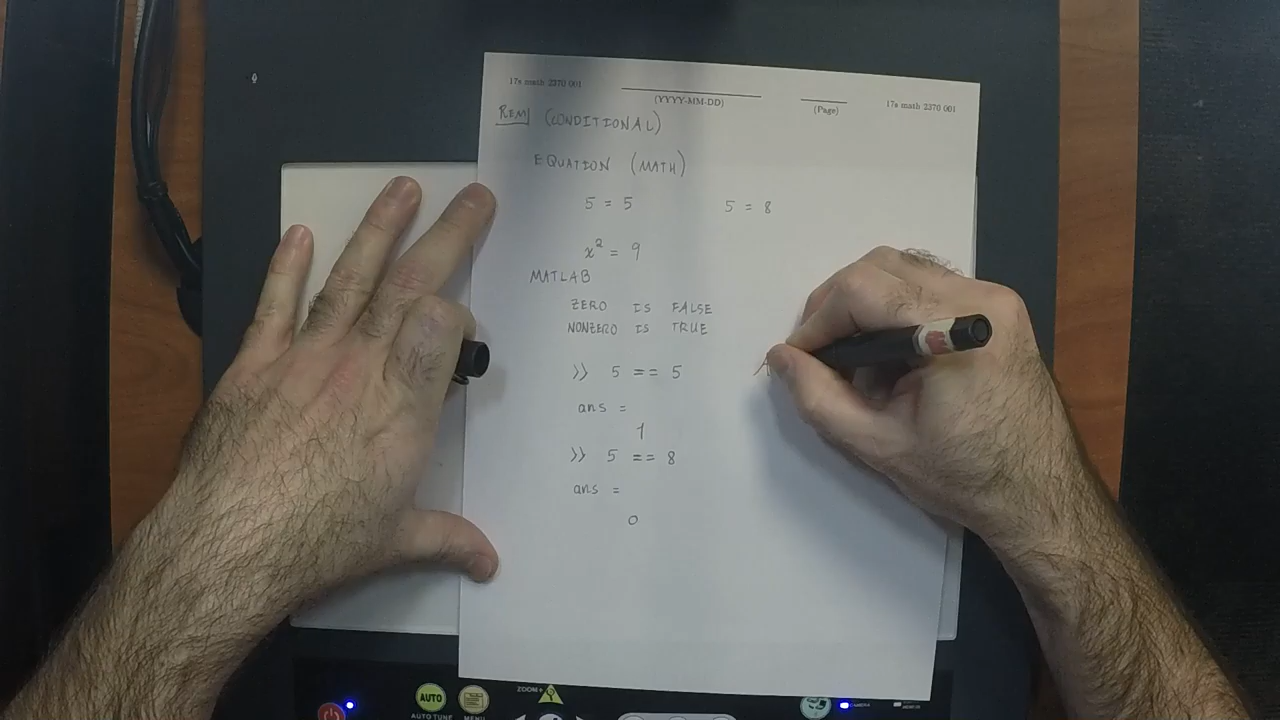 17s math 2370 001
(YYYY-MM-DD)
(Page)
17s math 2370 001
REM (CONDITIONAL)
EQUATION (MATH)
5 = 5
5 = 8
x² = 9
MATLAB
ZERO IS FALSE
NONZERO IS TRUE
>> 5 == 5
ans =
1
>> 5 == 8
ans =
0
ZOOM+
AUTO
AUTO TUNE
MENU
CAMERA